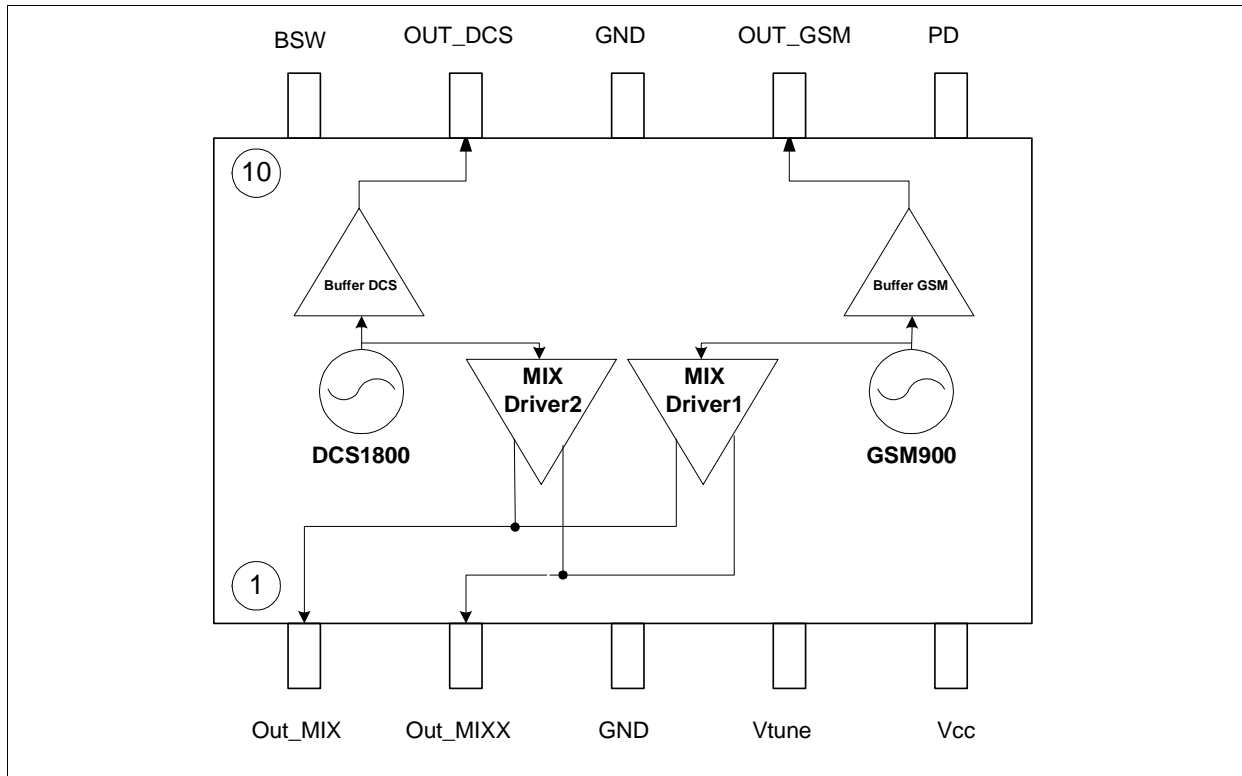 BSW
OUT_DCS
GND
OUT_GSM
PD
10
Buffer DCS
Buffer GSM
MIX
Driver2
MIX
Driver1
DCS1800
GSM900
1
Out_MIX
Out_MIXX
GND
Vtune
Vcc